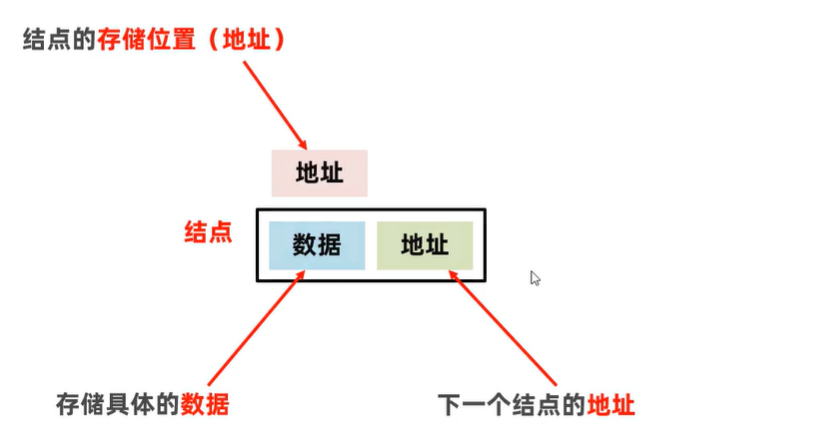 结点的存储位置（地址）
地址
结点
数据
地址
存储具体的数据
下一个结点的地址